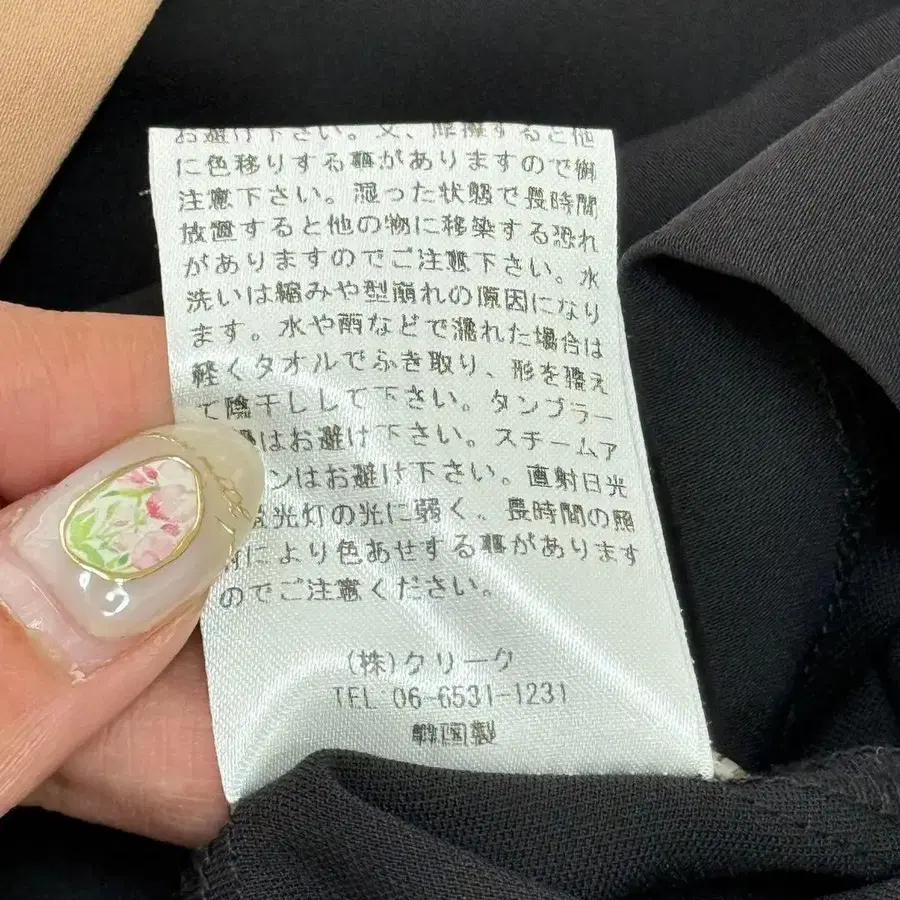 お避け下さい。又、摩擦すると他
に色移りする事がありますので御
注意下さい。湿った状態で長時間
放置すると他の物に移染する恐れ
がありますのでご注意下さい。水
洗いは縮みや型崩れの原因になり
ます。水や雨などで濡れた場合は
軽くタオルでふき取り、形を整え
て陰干しして下さい。タンブラー
はお避け下さい。スチームア
ンはお避け下さい。直射日光
光灯の光に弱く、長時間の照
射により色あせする事があります
のでご注意ください。
(株)クリーク
TEL 06-6531-1231
韓国製